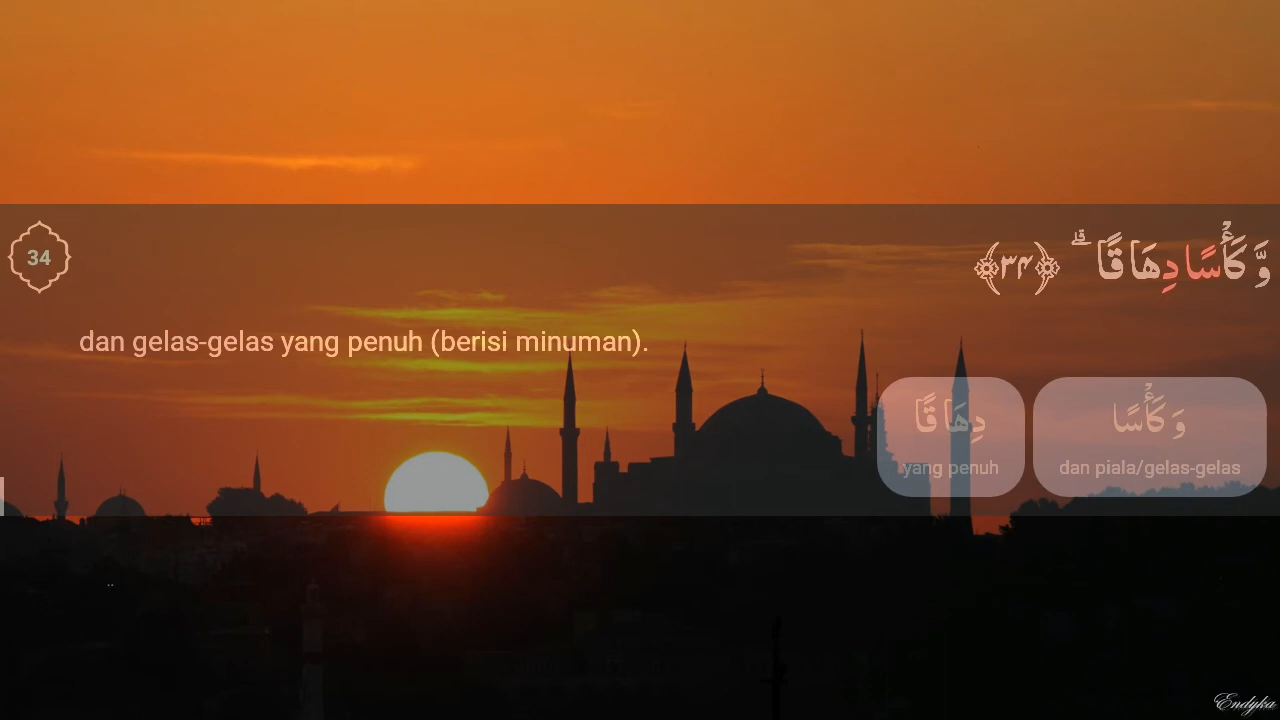 34
وَّكَأْسًا دِهَاقًا ۗ ﴿٣٤﴾
dan gelas-gelas yang penuh (berisi minuman).
وَكَأْسًا
دِهَاقًا
dan piala/gelas-gelas
yang penuh
Endyka